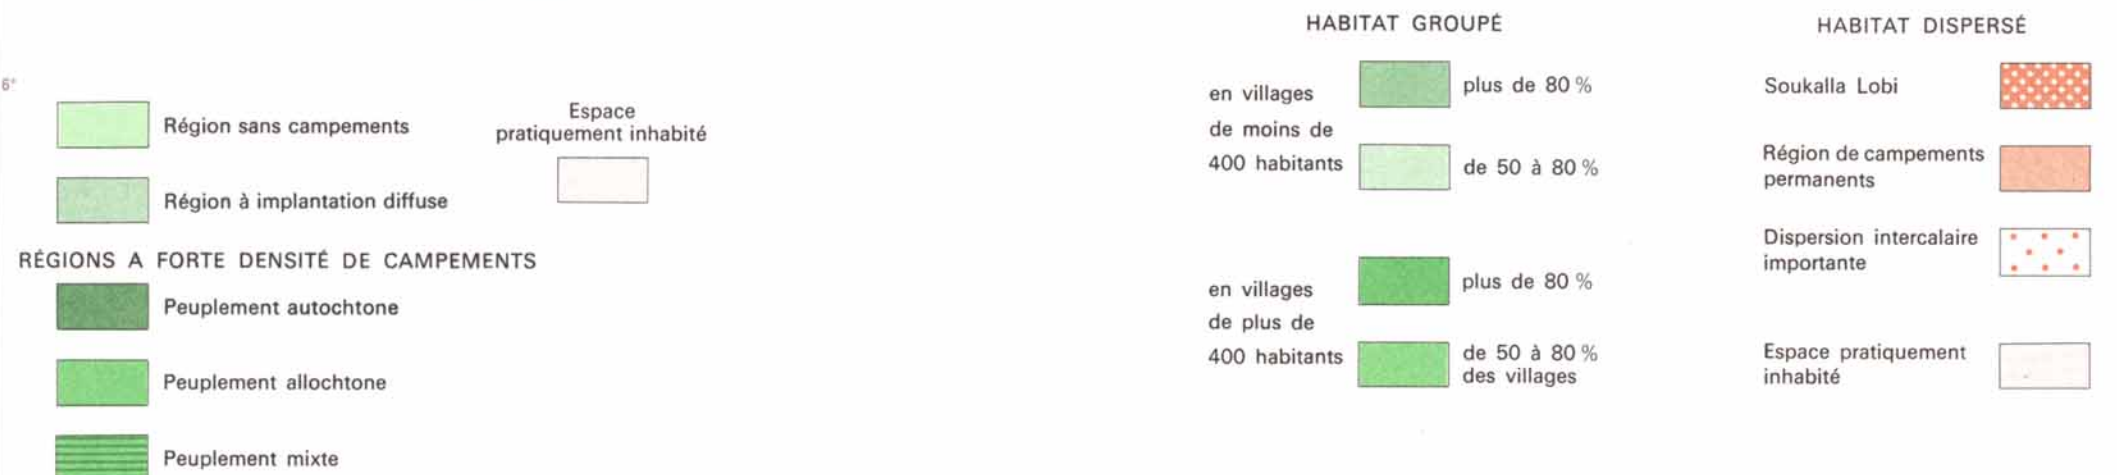 6°
Région sans campements
Espace
pratiquement inhabité
Région à implantation diffuse
RÉGIONS A FORTE DENSITÉ DE CAMPEMENTS
Peuplement autochtone
Peuplement allochtone
Peuplement mixte
HABITAT GROUPÉ
en villages
de moins de
400 habitants
plus de 80 %
de 50 à 80 %
en villages
de plus de
400 habitants
plus de 80 %
de 50 à 80 %
des villages
HABITAT DISPERSÉ
Soukalla Lobi
Région de campements
permanents
Dispersion intercalaire
importante
Espace pratiquement
inhabité